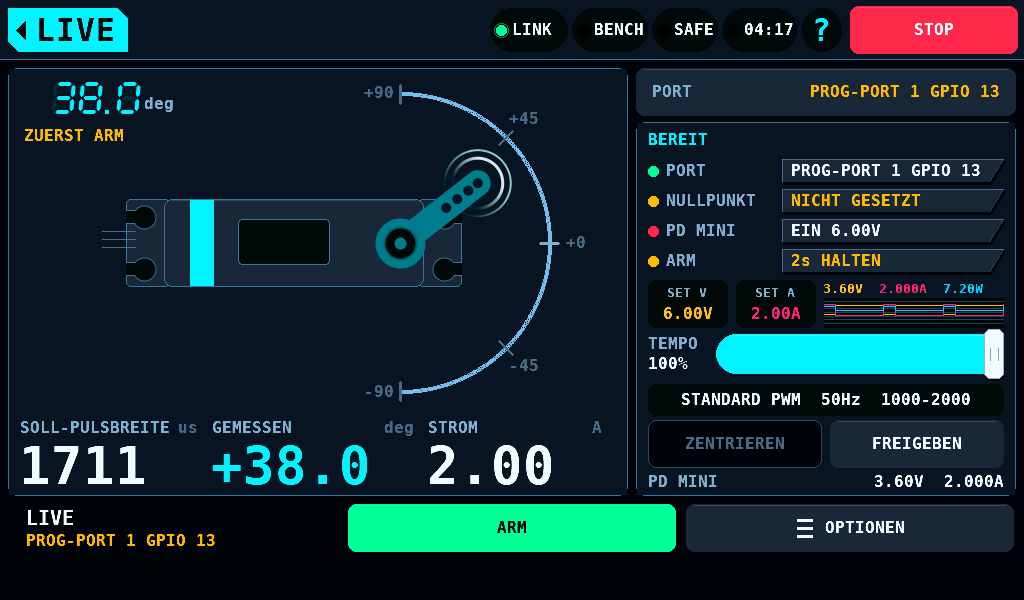 LIVE
LINK
BENCH
SAFE
04:17
?
STOP
38.0 deg
ZUERST ARM
+90
+45
+0
-45
-90
SOLL-PULSBREITE us
1711
GEMESSEN deg
+38.0
STROM A
2.00
PORT PROG-PORT 1 GPIO 13
BEREIT
PORT PROG-PORT 1 GPIO 13
NULLPUNKT NICHT GESETZT
PD MINI EIN 6.00V
ARM 2s HALTEN
SET V
6.00V
SET A
2.00A
3.60V 2.000A 7.20W
TEMPO
100%
STANDARD PWM 50Hz 1000-2000
ZENTRIEREN
FREIGEBEN
PD MINI 3.60V 2.000A
LIVE
PROG-PORT 1 GPIO 13
ARM
OPTIONEN